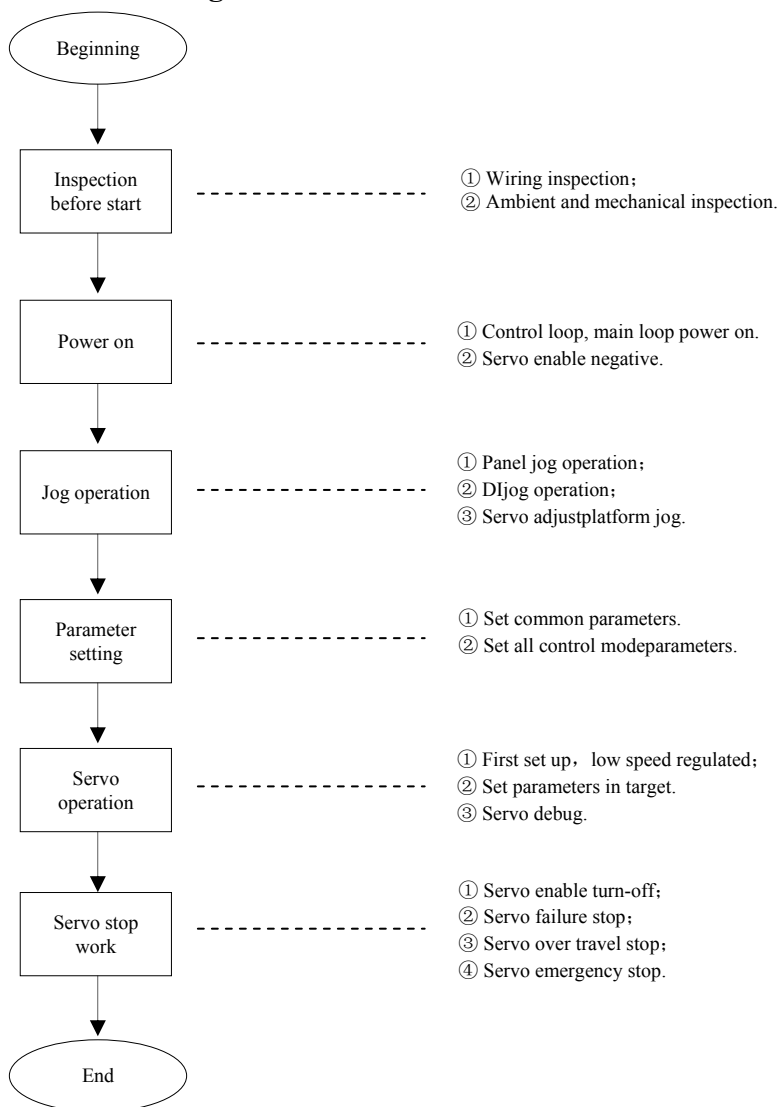 Beginning
Inspection
before start
① Wiring inspection；
② Ambient and mechanical inspection.
Power on
① Control loop, main loop power on.
② Servo enable negative.
Jog operation
① Panel jog operation；
② DIjog operation；
③ Servo adjustplatform jog.
Parameter
setting
① Set common parameters.
② Set all control modeparameters.
Servo
operation
① First set up，low speed regulated；
② Set parameters in target.
③ Servo debug.
Servo stop
work
① Servo enable turn-off；
② Servo failure stop；
③ Servo over travel stop；
④ Servo emergency stop.
End